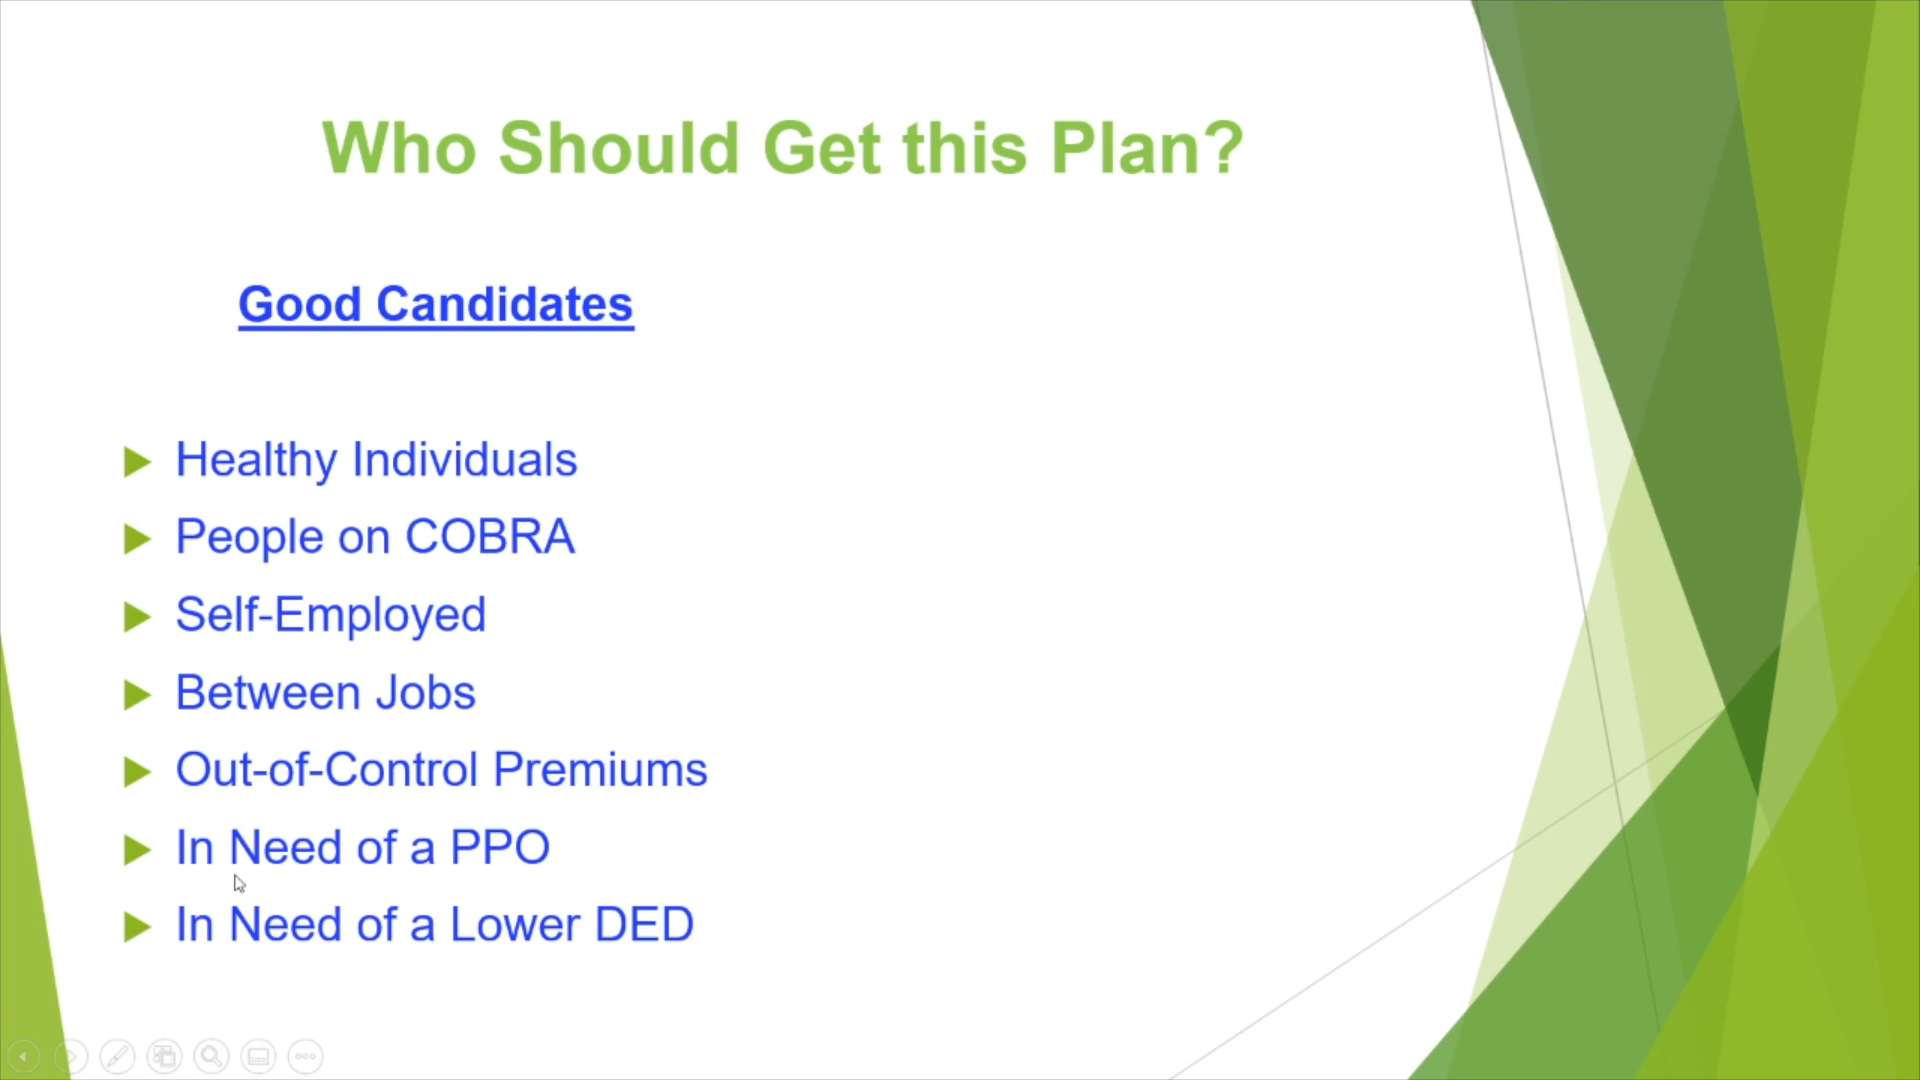 Who Should Get this Plan?
Good Candidates
Healthy Individuals
People on COBRA
Self-Employed
Between Jobs
Out-of-Control Premiums
In Need of a PPO
In Need of a Lower DED